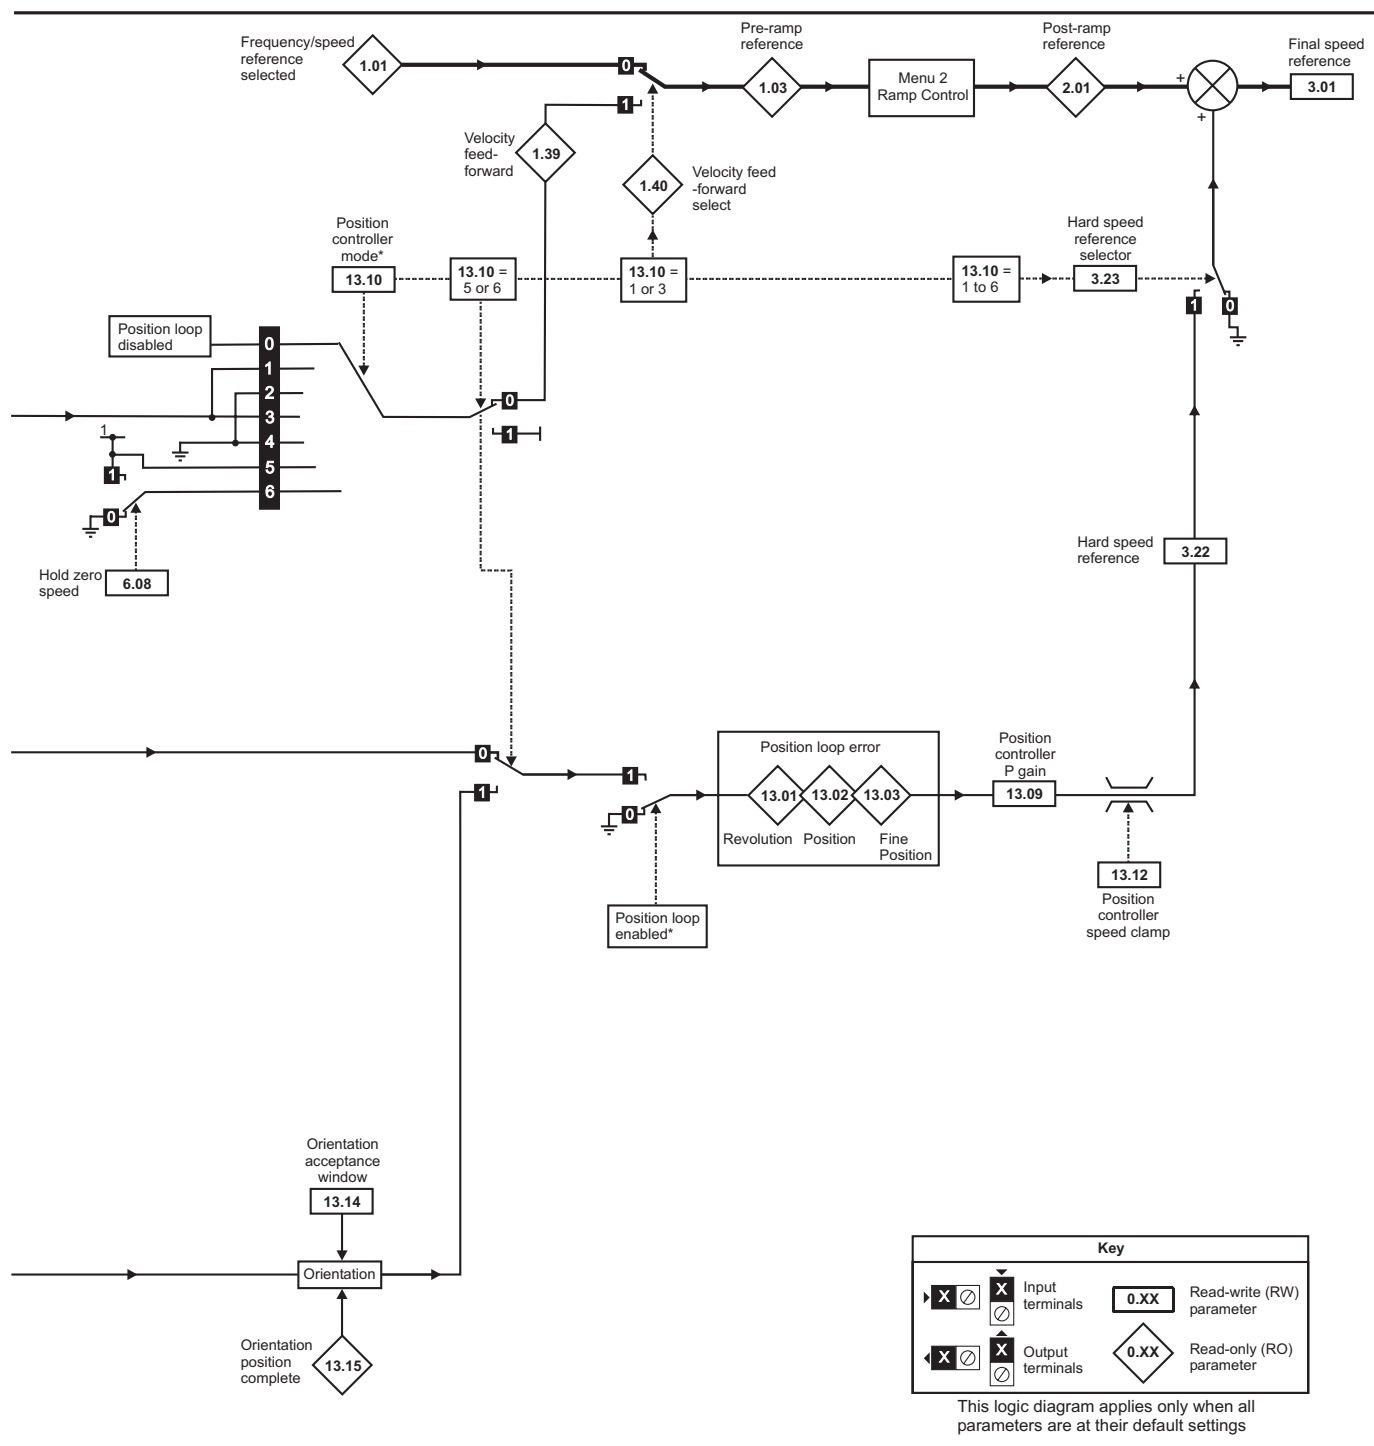 Frequency/speed
reference
selected
1.01
0
1
Pre-ramp
reference
1.03
Menu 2
Ramp Control
Post-ramp
reference
2.01
+
+
Final speed
reference
3.01
Velocity
feed-
forward
1.39
1.40
Velocity feed
-forward
select
Position
controller
mode*
13.10
13.10 =
5 or 6
13.10 =
1 or 3
13.10 =
1 to 6
Hard speed
reference
selector
3.23
1
0
Position loop
disabled
0
1
2
3
4
5
6
1
1
0
0
1
Hold zero
speed
6.08
Hard speed
reference
3.22
0
1
1
0
Position loop error
13.01
13.02
13.03
Revolution
Position
Fine
Position
Position
controller
P gain
13.09
13.12
Position
controller
speed clamp
Position loop
enabled*
Orientation
acceptance
window
13.14
Orientation
Orientation
position
complete
13.15
Key
X
X
Input
terminals
0.XX
Read-write (RW)
parameter
X
X
Output
terminals
0.XX
Read-only (RO)
parameter
This logic diagram applies only when all
parameters are at their default settings